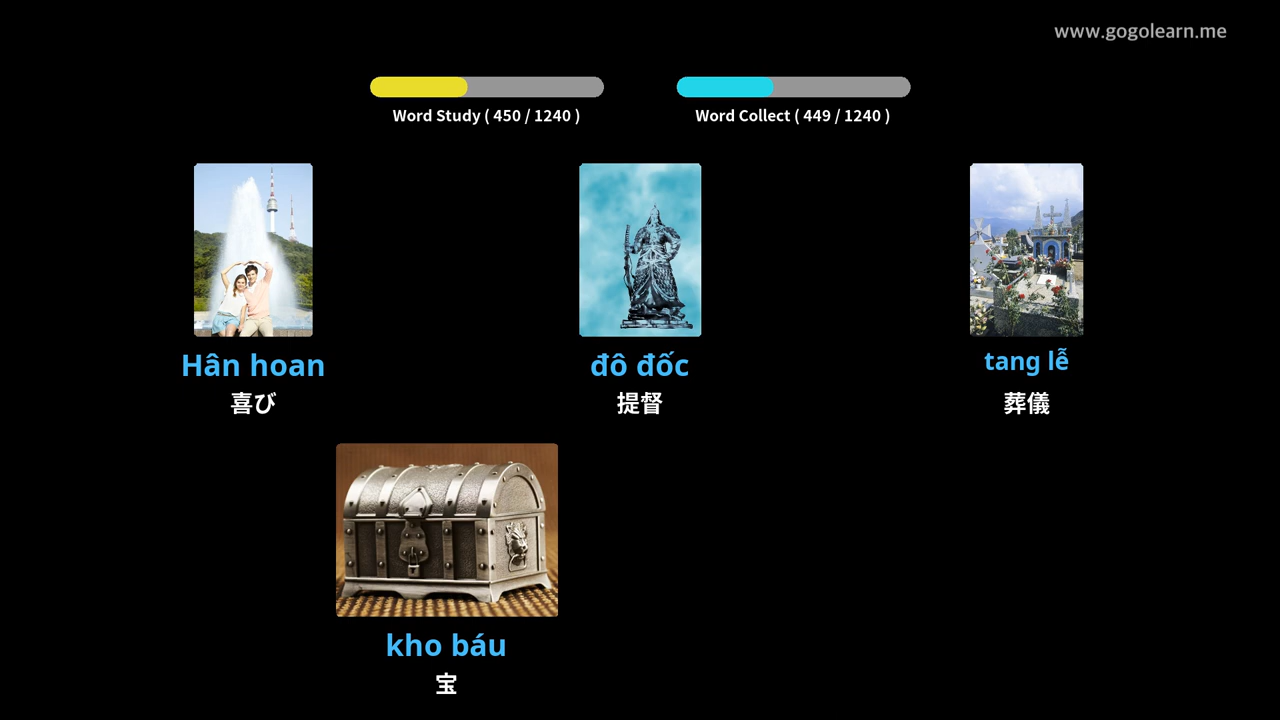 www.gogolearn.me
Word Study ( 450 / 1240 )
Word Collect ( 449 / 1240 )
Hân hoan
喜び
đô đốc
提督
tang lễ
葬儀
kho báu
宝